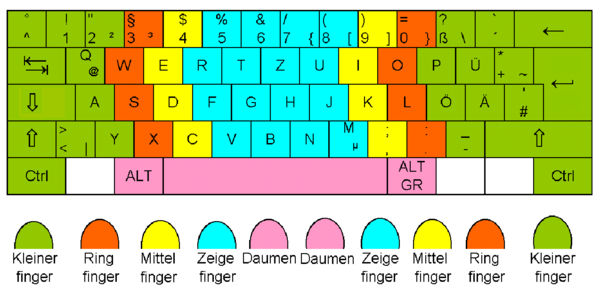 ° ! " § $ % & / ( ) = ? `
^ 1 2 ² 3 ³ 4 5 6 7 { 8 [ 9 ] 0 } ß \ ´ ←
Q @ W E R T Z U I O P Ü * + ~
A S D F G H J K L Ö Ä ' #
> < | Y X C V B N M µ ; , : . _ -
Ctrl ALT ALT GR Ctrl
Kleiner finger Ring finger Mittel finger Zeige finger Daumen Daumen Zeige finger Mittel finger Ring finger Kleiner finger